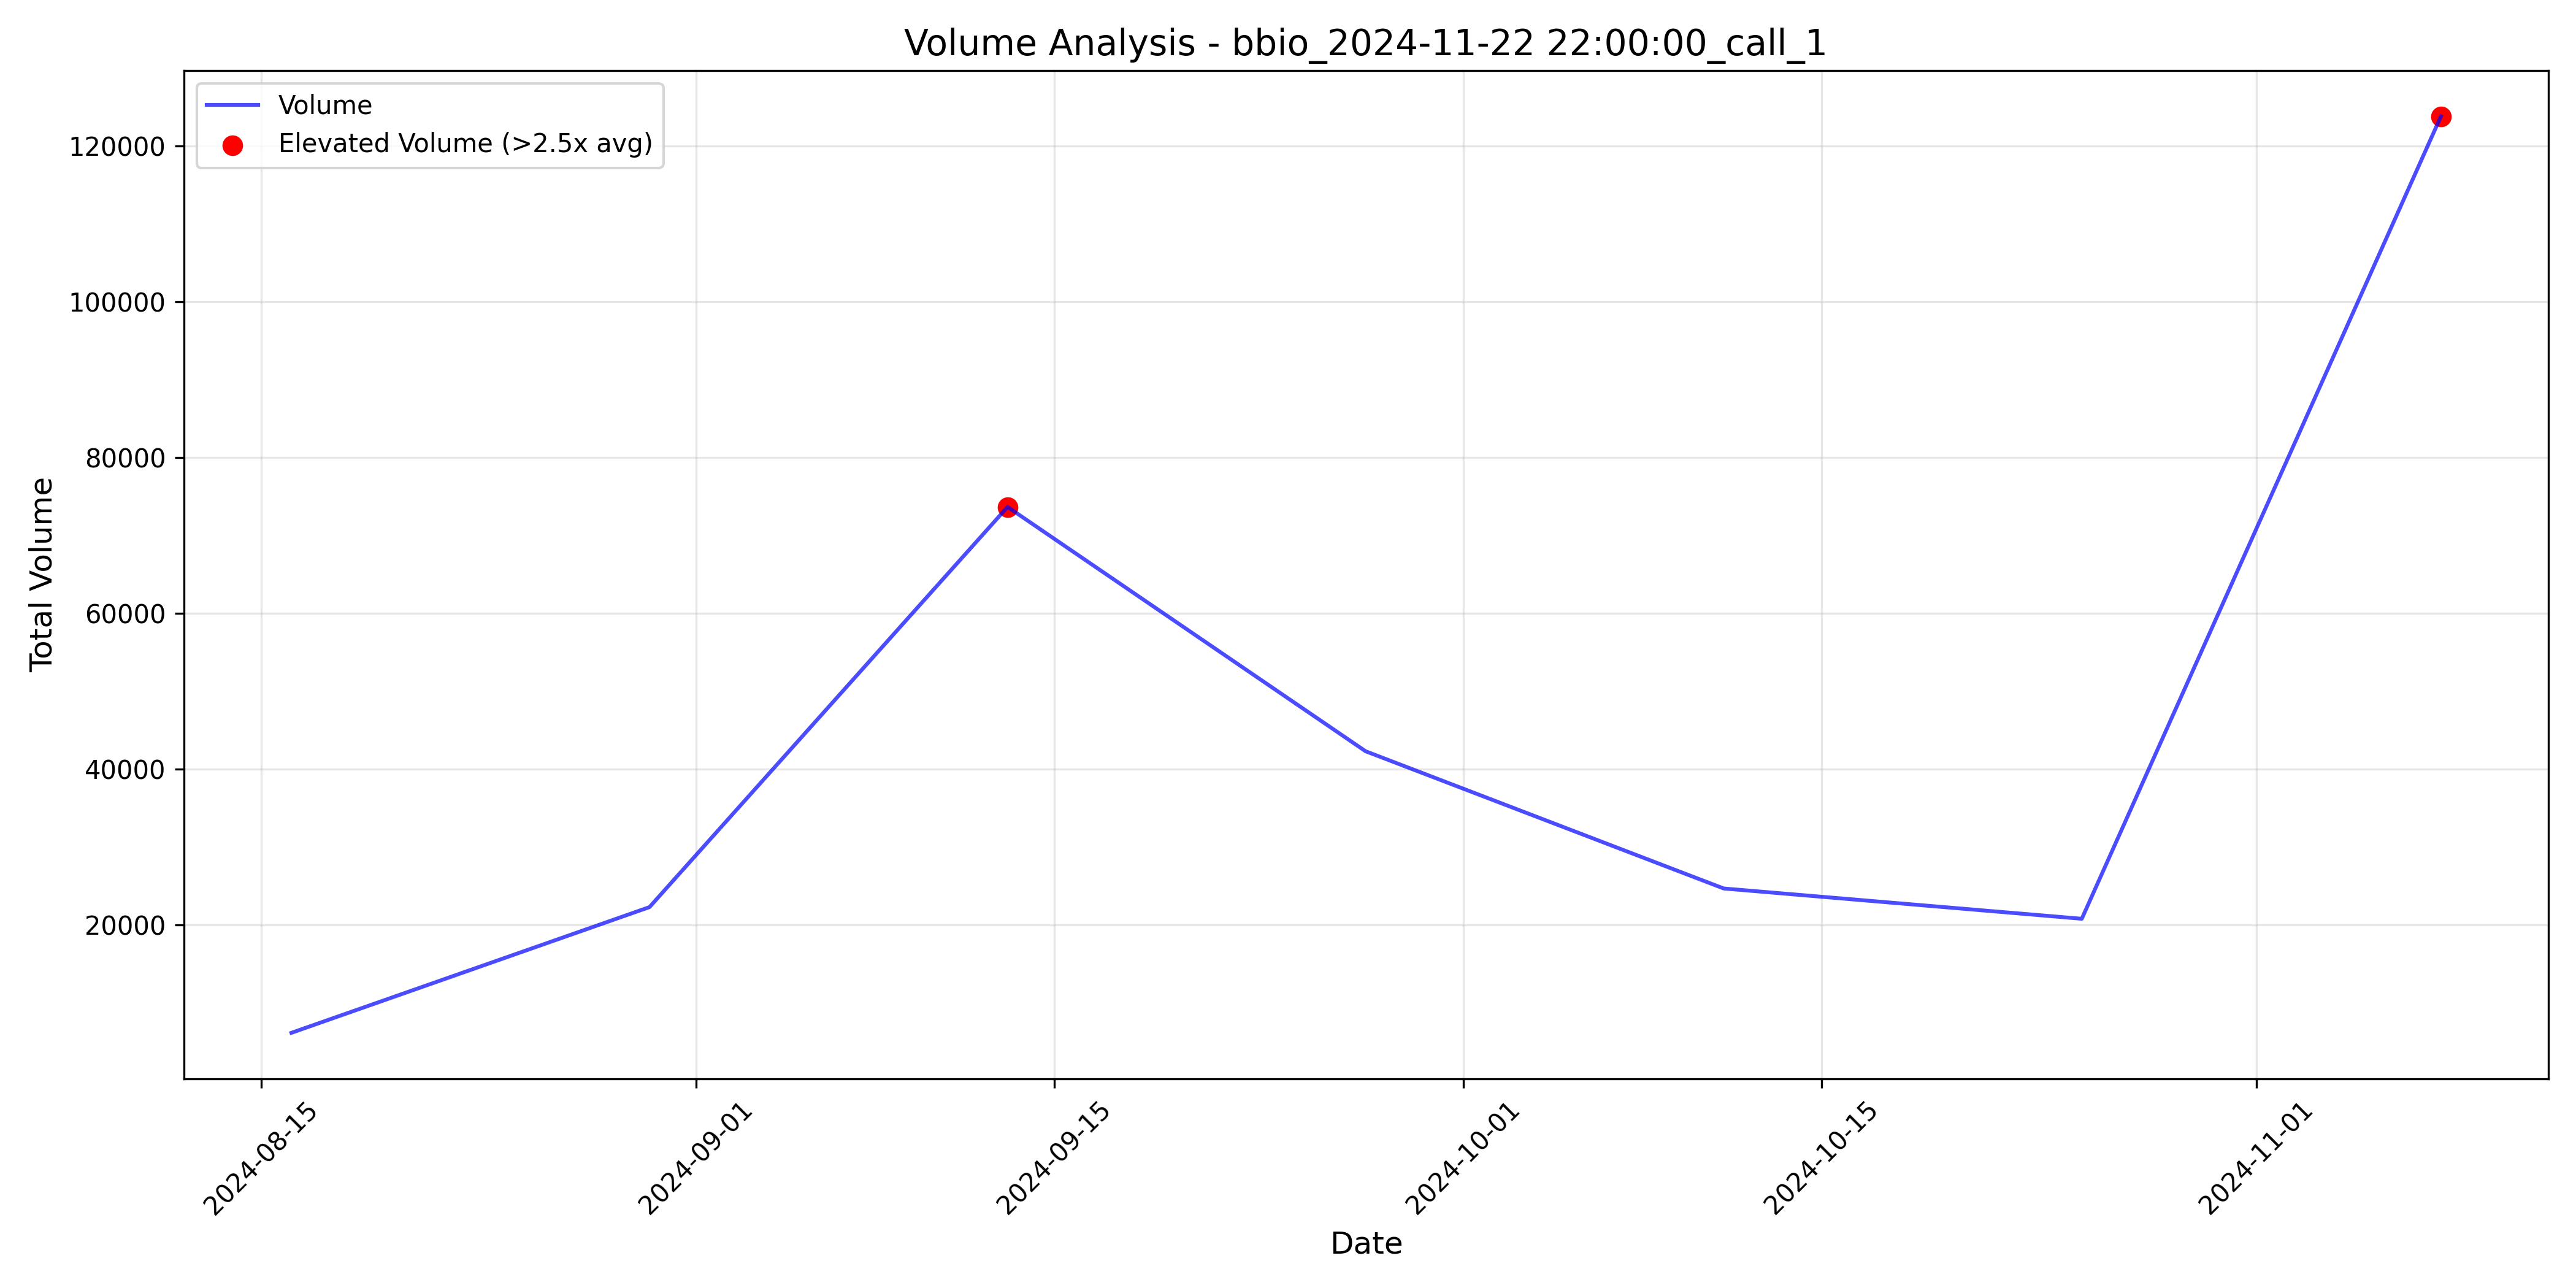 Volume Analysis - bbio_2024-11-22 22:00:00_call_1
Volume
Elevated Volume (>2.5x avg)
Total Volume
120000
100000
80000
60000
40000
20000
2024-08-15
2024-09-01
2024-09-15
2024-10-01
2024-10-15
2024-11-01
Date